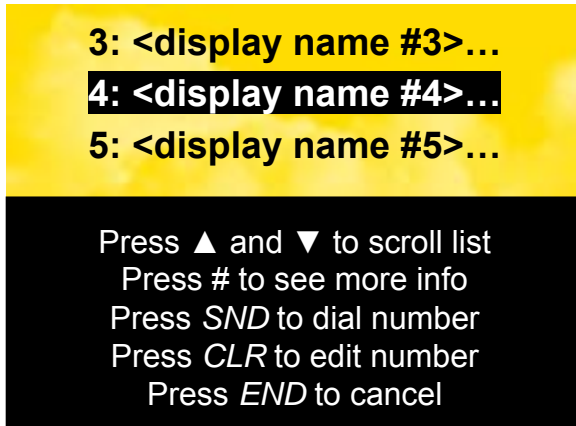 3: <display name #3>…
4: <display name #4>…
5: <display name #5>…
Press ▲ and ▼ to scroll list
Press # to see more info
Press SND to dial number
Press CLR to edit number
Press END to cancel